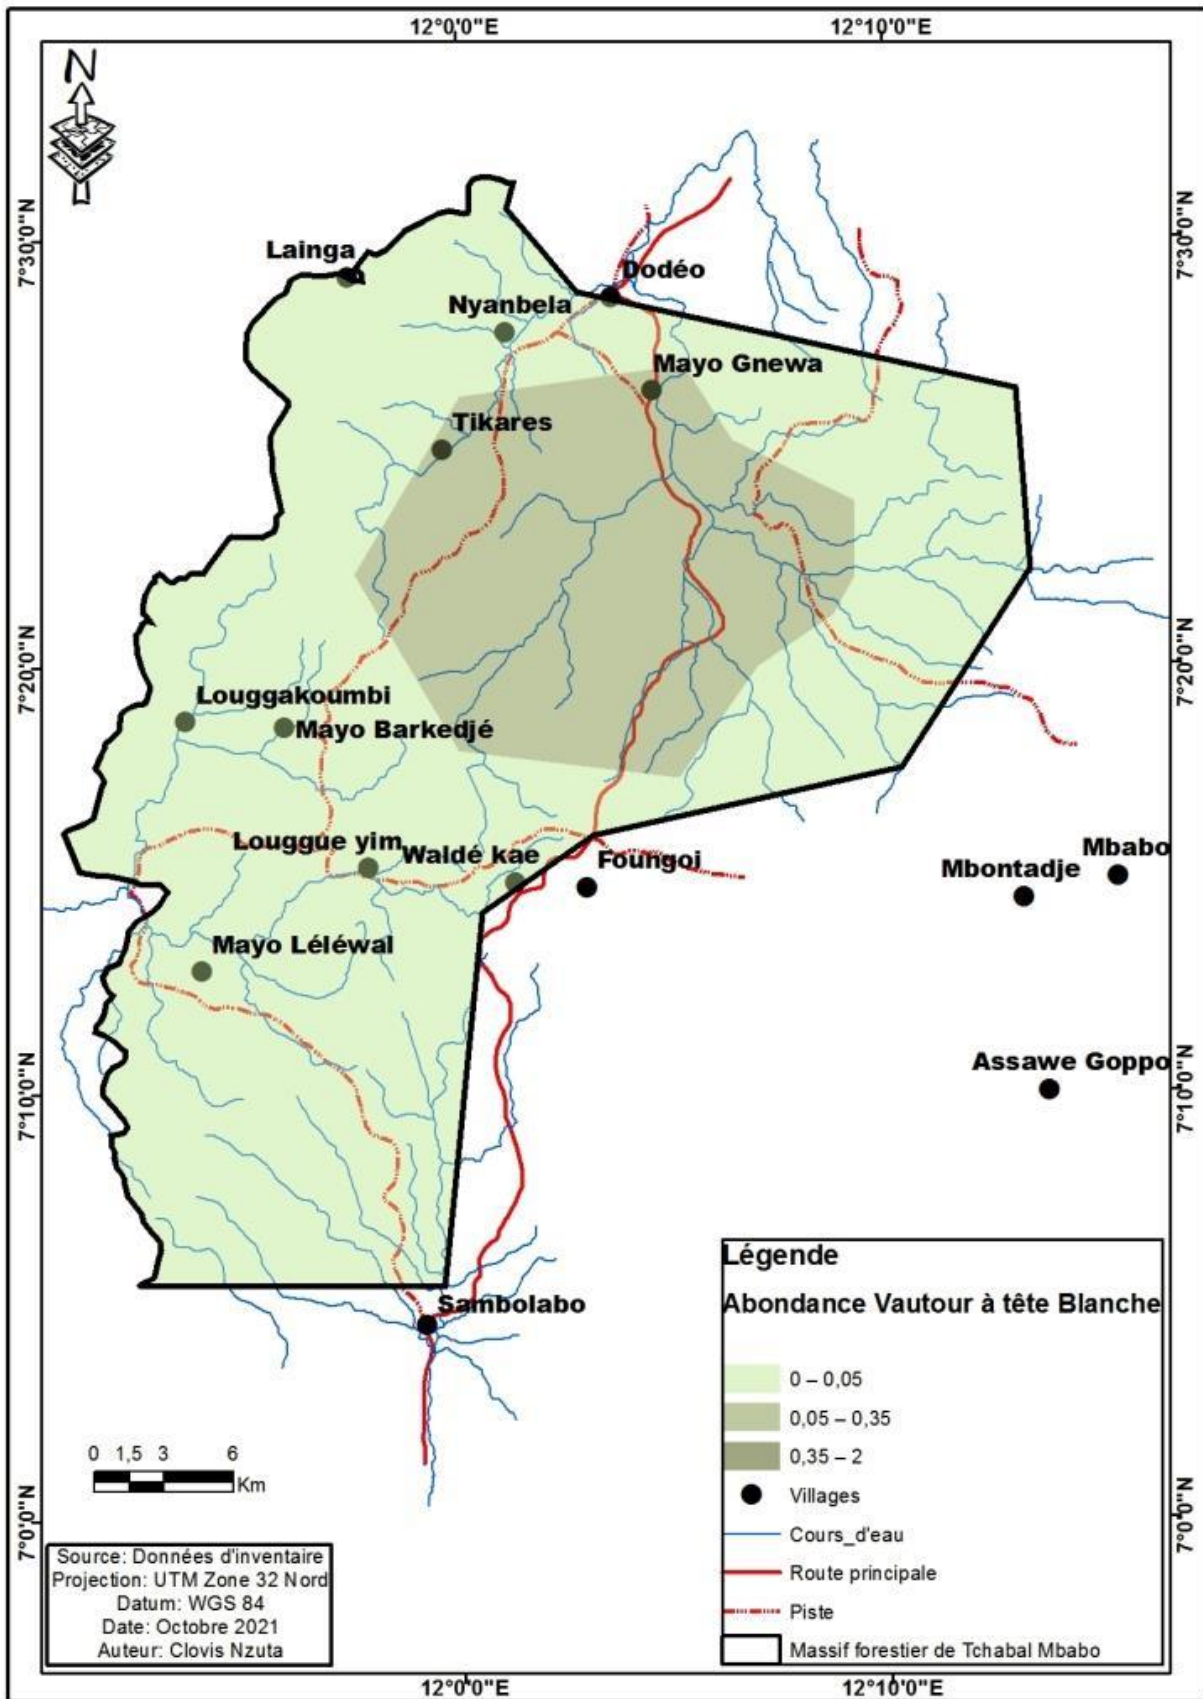 12°0'0"E
12°10'0"E
N
7°30'0"N
7°30'0"N
Lainga
Dodéo
Nyanbela
Mayo Gnewa
Tikares
7°20'0"N
7°20'0"N
Louggakoumbi
Mayo Barkedjé
Louggue yim
Waldé kae
Foungoi
Mbontadje
Mbabo
Mayo Léléwal
7°10'0"N
7°10'0"N
Assawe Goppo
Sambolabo
Légende
Abondance Vautour à tête Blanche
0 – 0,05
0,05 – 0,35
0,35 – 2
Villages
Cours_d'eau
Route principale
Piste
Massif forestier de Tchabal Mbabo
0 1,5 3 6
Km
7°0'0"N
7°0'0"N
Source: Données d'inventaire
Projection: UTM Zone 32 Nord
Datum: WGS 84
Date: Octobre 2021
Auteur: Clovis Nzuta
12°0'0"E
12°10'0"E